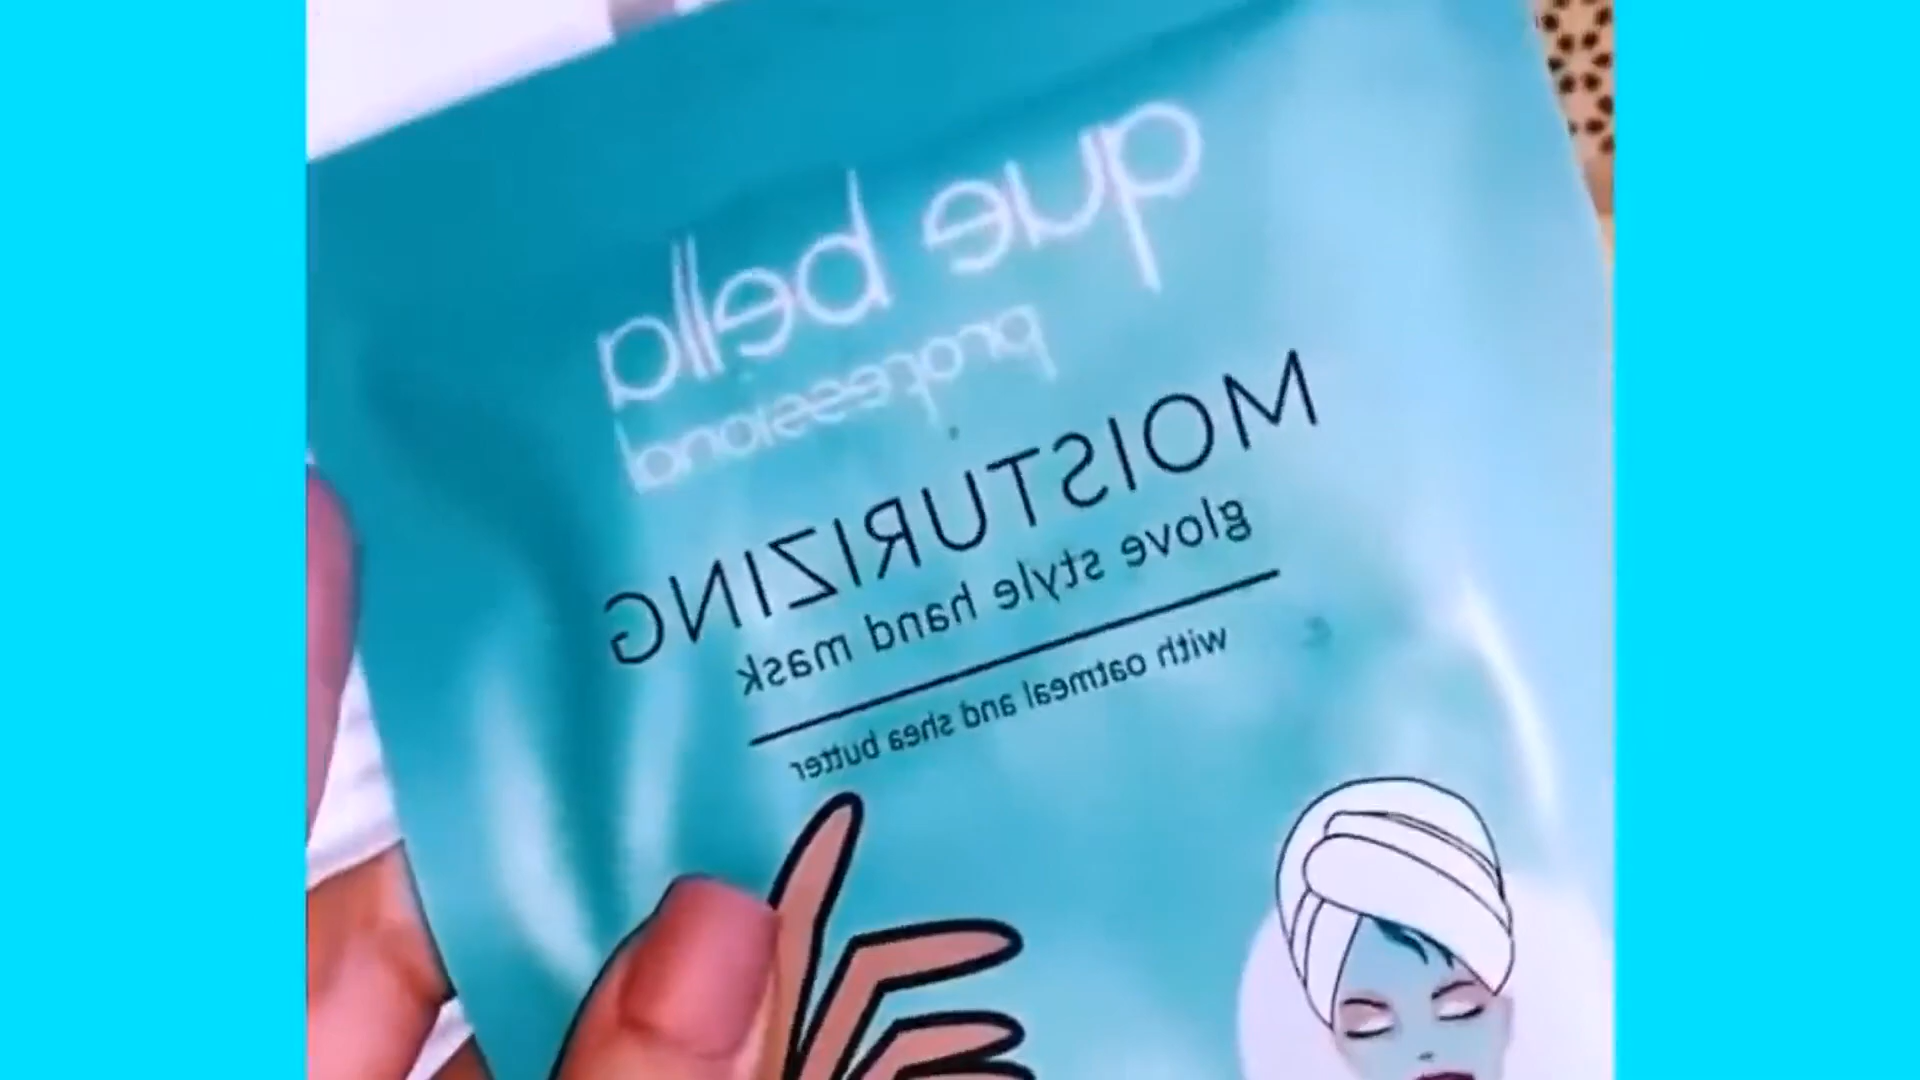 que bella
professional
MOISTURIZING
glove style hand mask
with oatmeal and shea butter